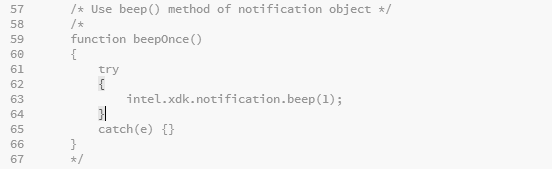 57 /* Use beep() method of notification object */
58 /*
59 function beepOnce()
60 {
61 try
62 {
63 intel.xdk.notification.beep(1);
64 }
65 catch(e) {}
66 }
67 */